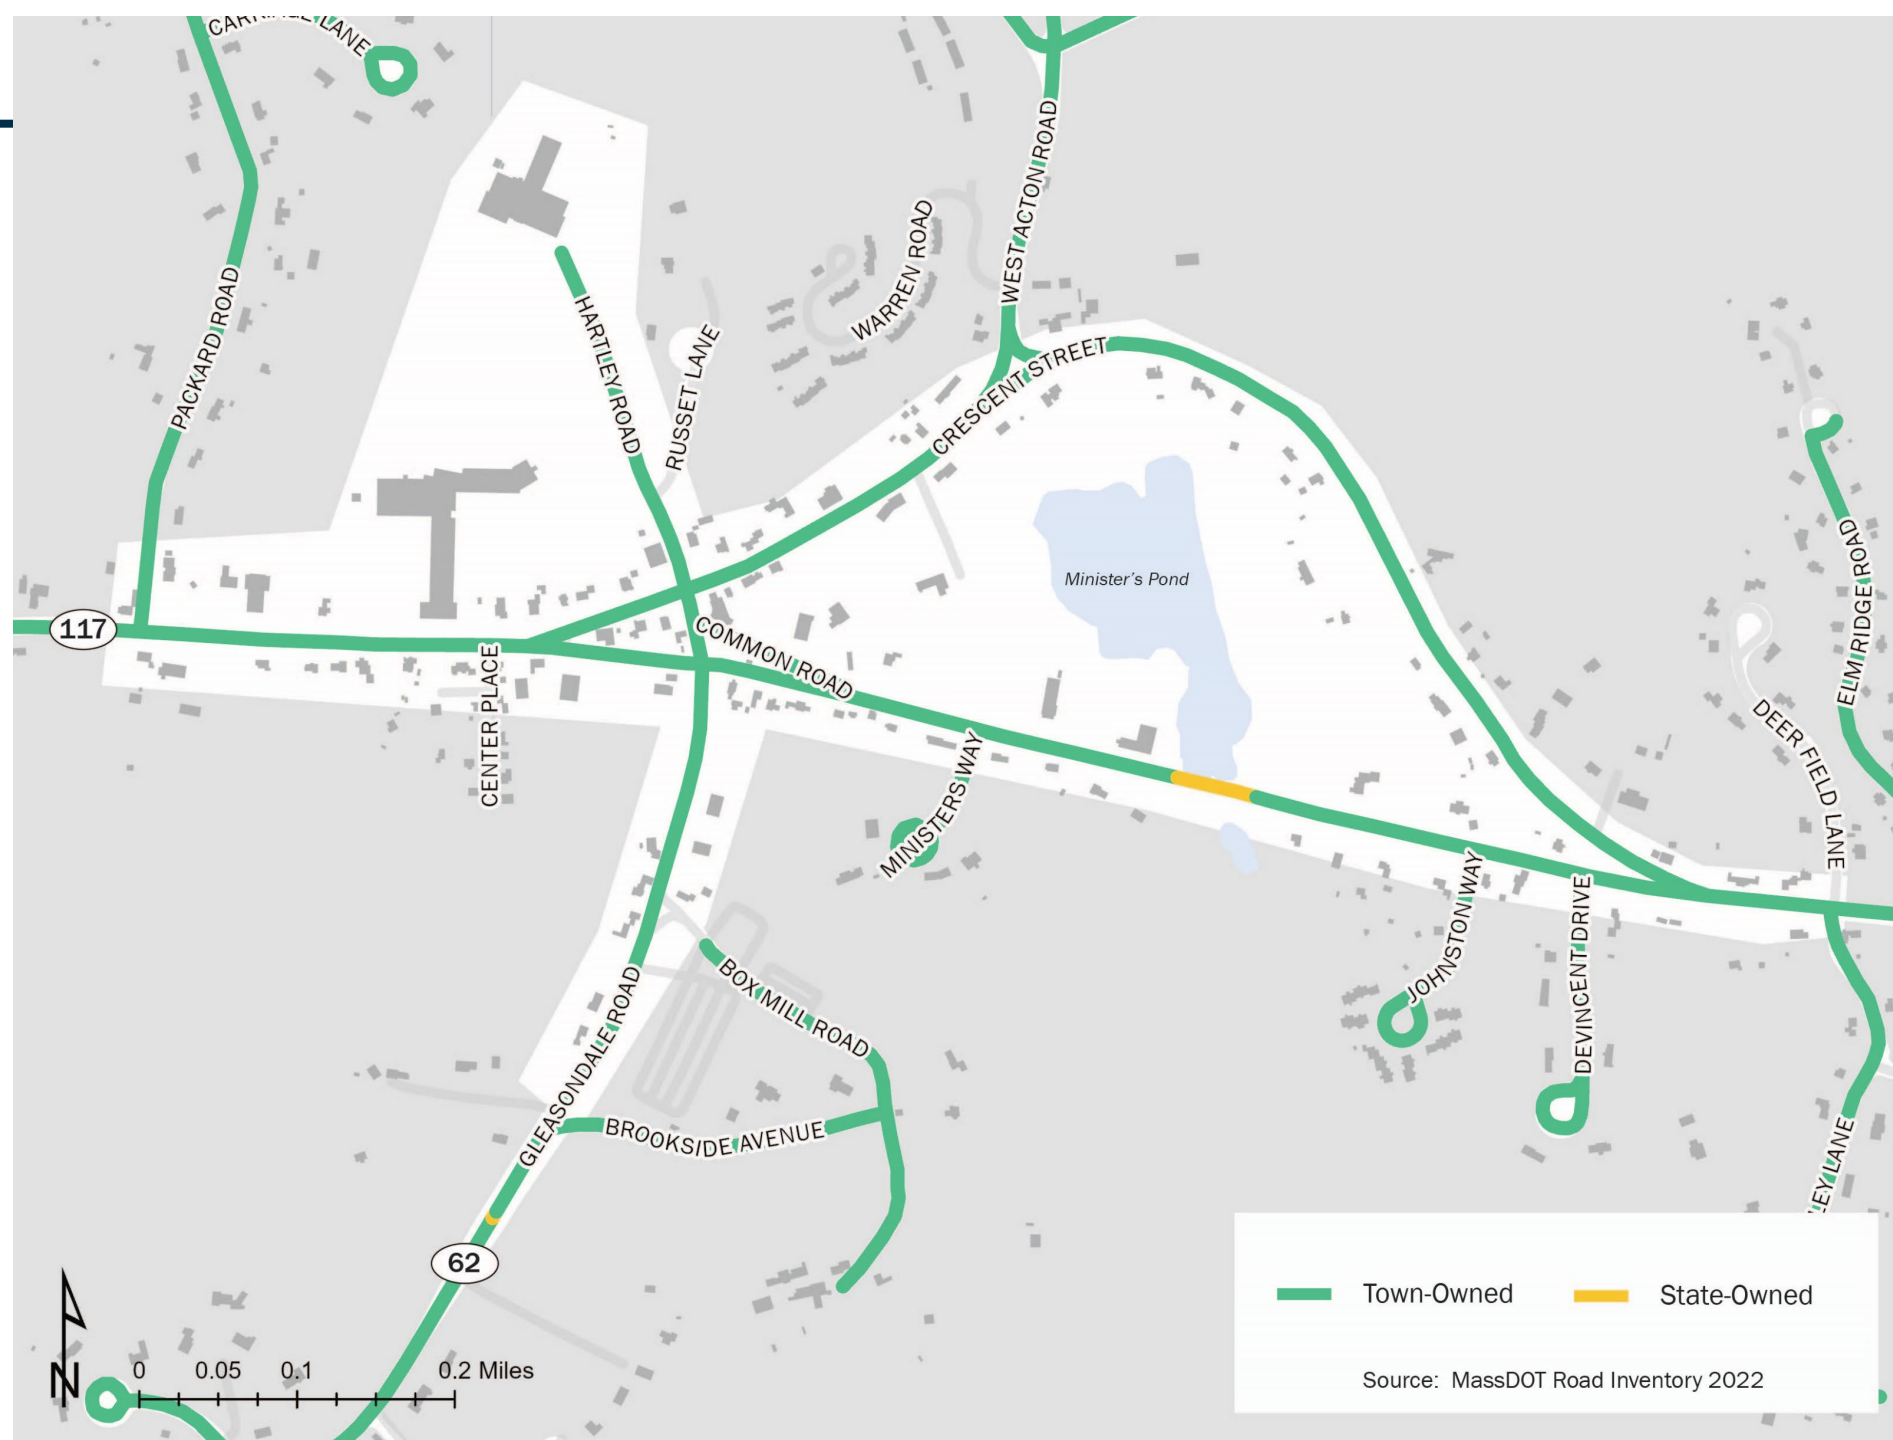 CARRIAGE LANE
PACKARD ROAD
HARTLEY ROAD
RUSSET LANE
WARREN ROAD
WEST ACTON ROAD
CRESCENT STREET
Minister's Pond
117
COMMON ROAD
CENTER PLACE
MINISTERS WAY
ELM RIDGE ROAD
DEER FIELD LANE
JOHNSTON WAY
DEVINCENT DRIVE
BOX MILL ROAD
GLEASONDALE ROAD
BROOKSIDE AVENUE
LEY LANE
62
N
0 0.05 0.1 0.2 Miles
Town-Owned State-Owned
Source: MassDOT Road Inventory 2022